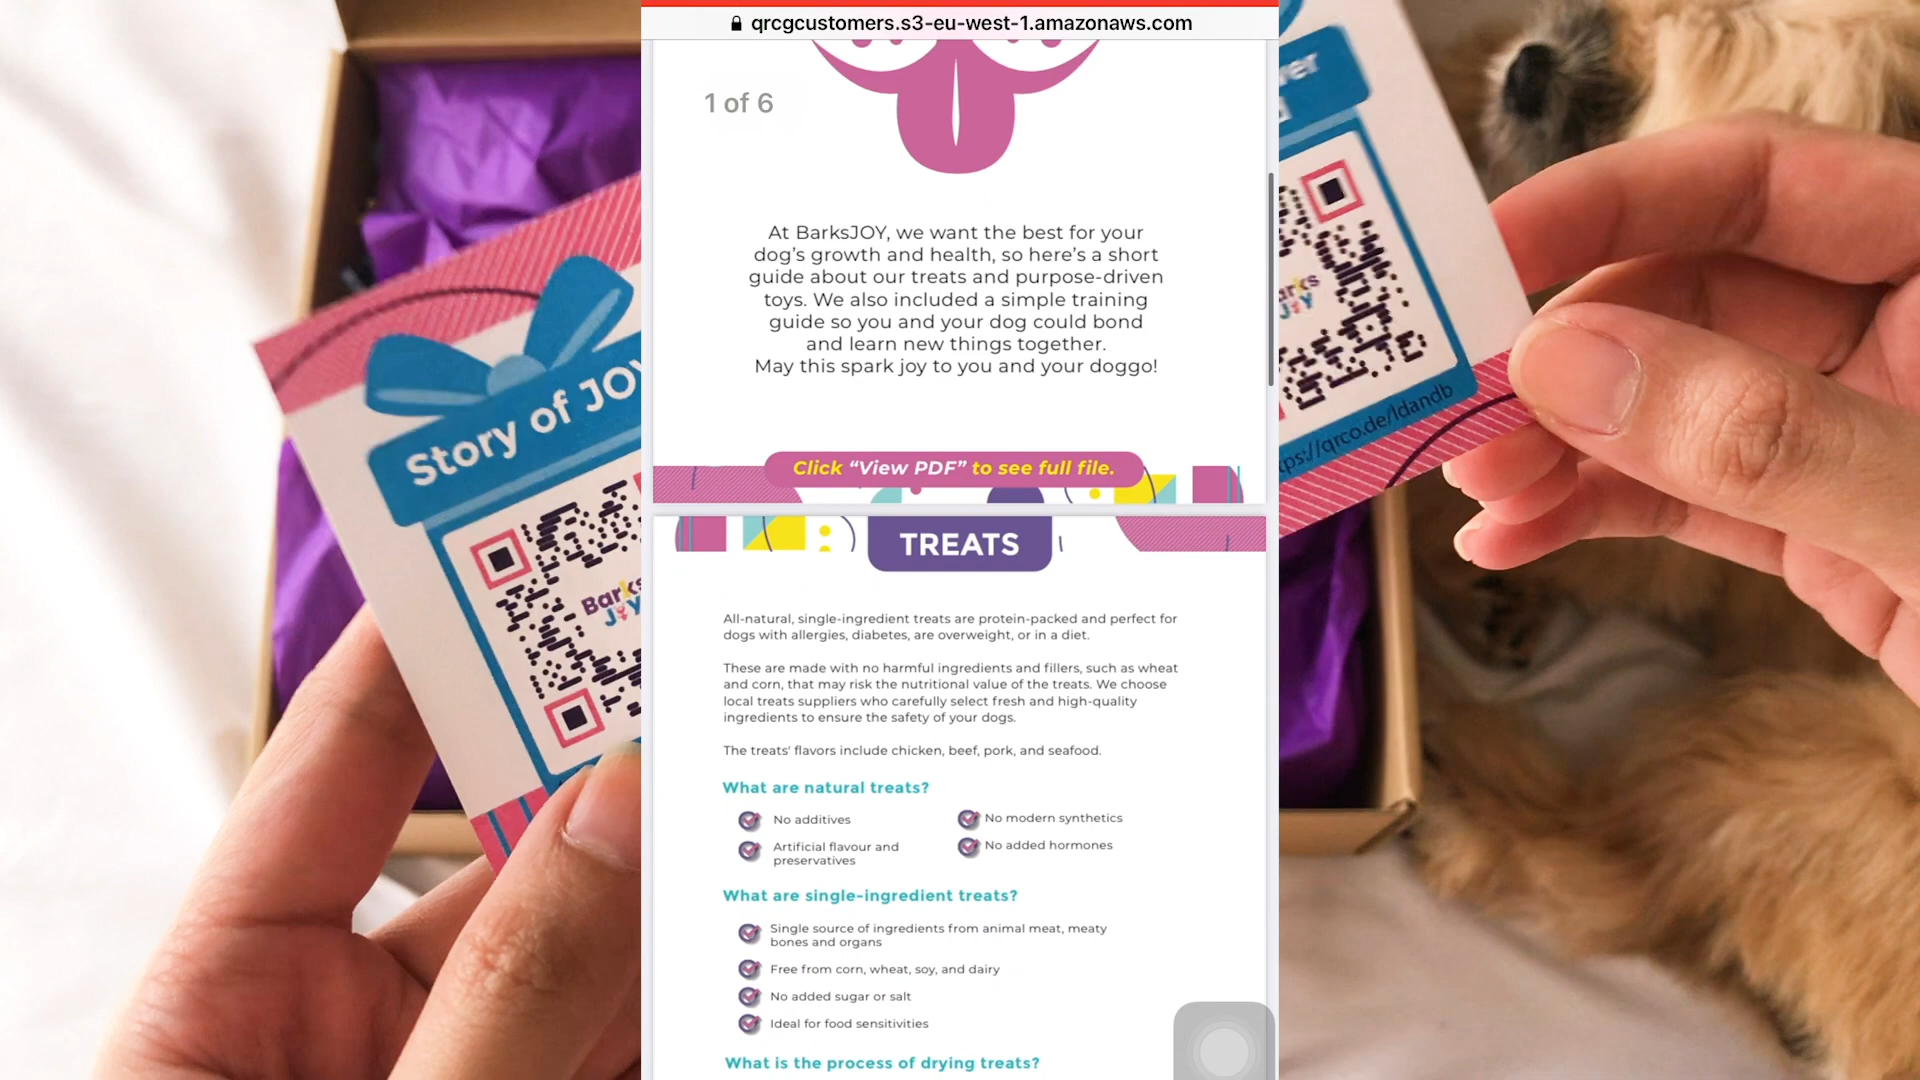 qrcgcustomers.s3-eu-west-1.amazonaws.com
1 of 6
At BarksJOY, we want the best for your
dog’s growth and health, so here’s a short
guide about our treats and purpose-driven
toys. We also included a simple training
guide so you and your dog could bond
and learn new things together.
May this spark joy to you and your doggo!
Click “View PDF” to see full file.
TREATS
All-natural, single-ingredient treats are protein-packed and perfect for
dogs with allergies, diabetes, are overweight, or in a diet.
These are made with no harmful ingredients and fillers, such as wheat
and corn, that may risk the nutritional value of the treats. We choose
local treats suppliers who carefully select fresh and high-quality
ingredients to ensure the safety of your dogs.
The treats' flavors include chicken, beef, pork, and seafood.
What are natural treats?
No additives
No modern synthetics
Artificial flavour and
preservatives
No added hormones
What are single-ingredient treats?
Single source of ingredients from animal meat, meaty
bones and organs
Free from corn, wheat, soy, and dairy
No added sugar or salt
Ideal for food sensitivities
What is the process of drying treats?
Story of JOY
Barks
JOY
ver
arks
JOY
tps://qrco.de/ldandb